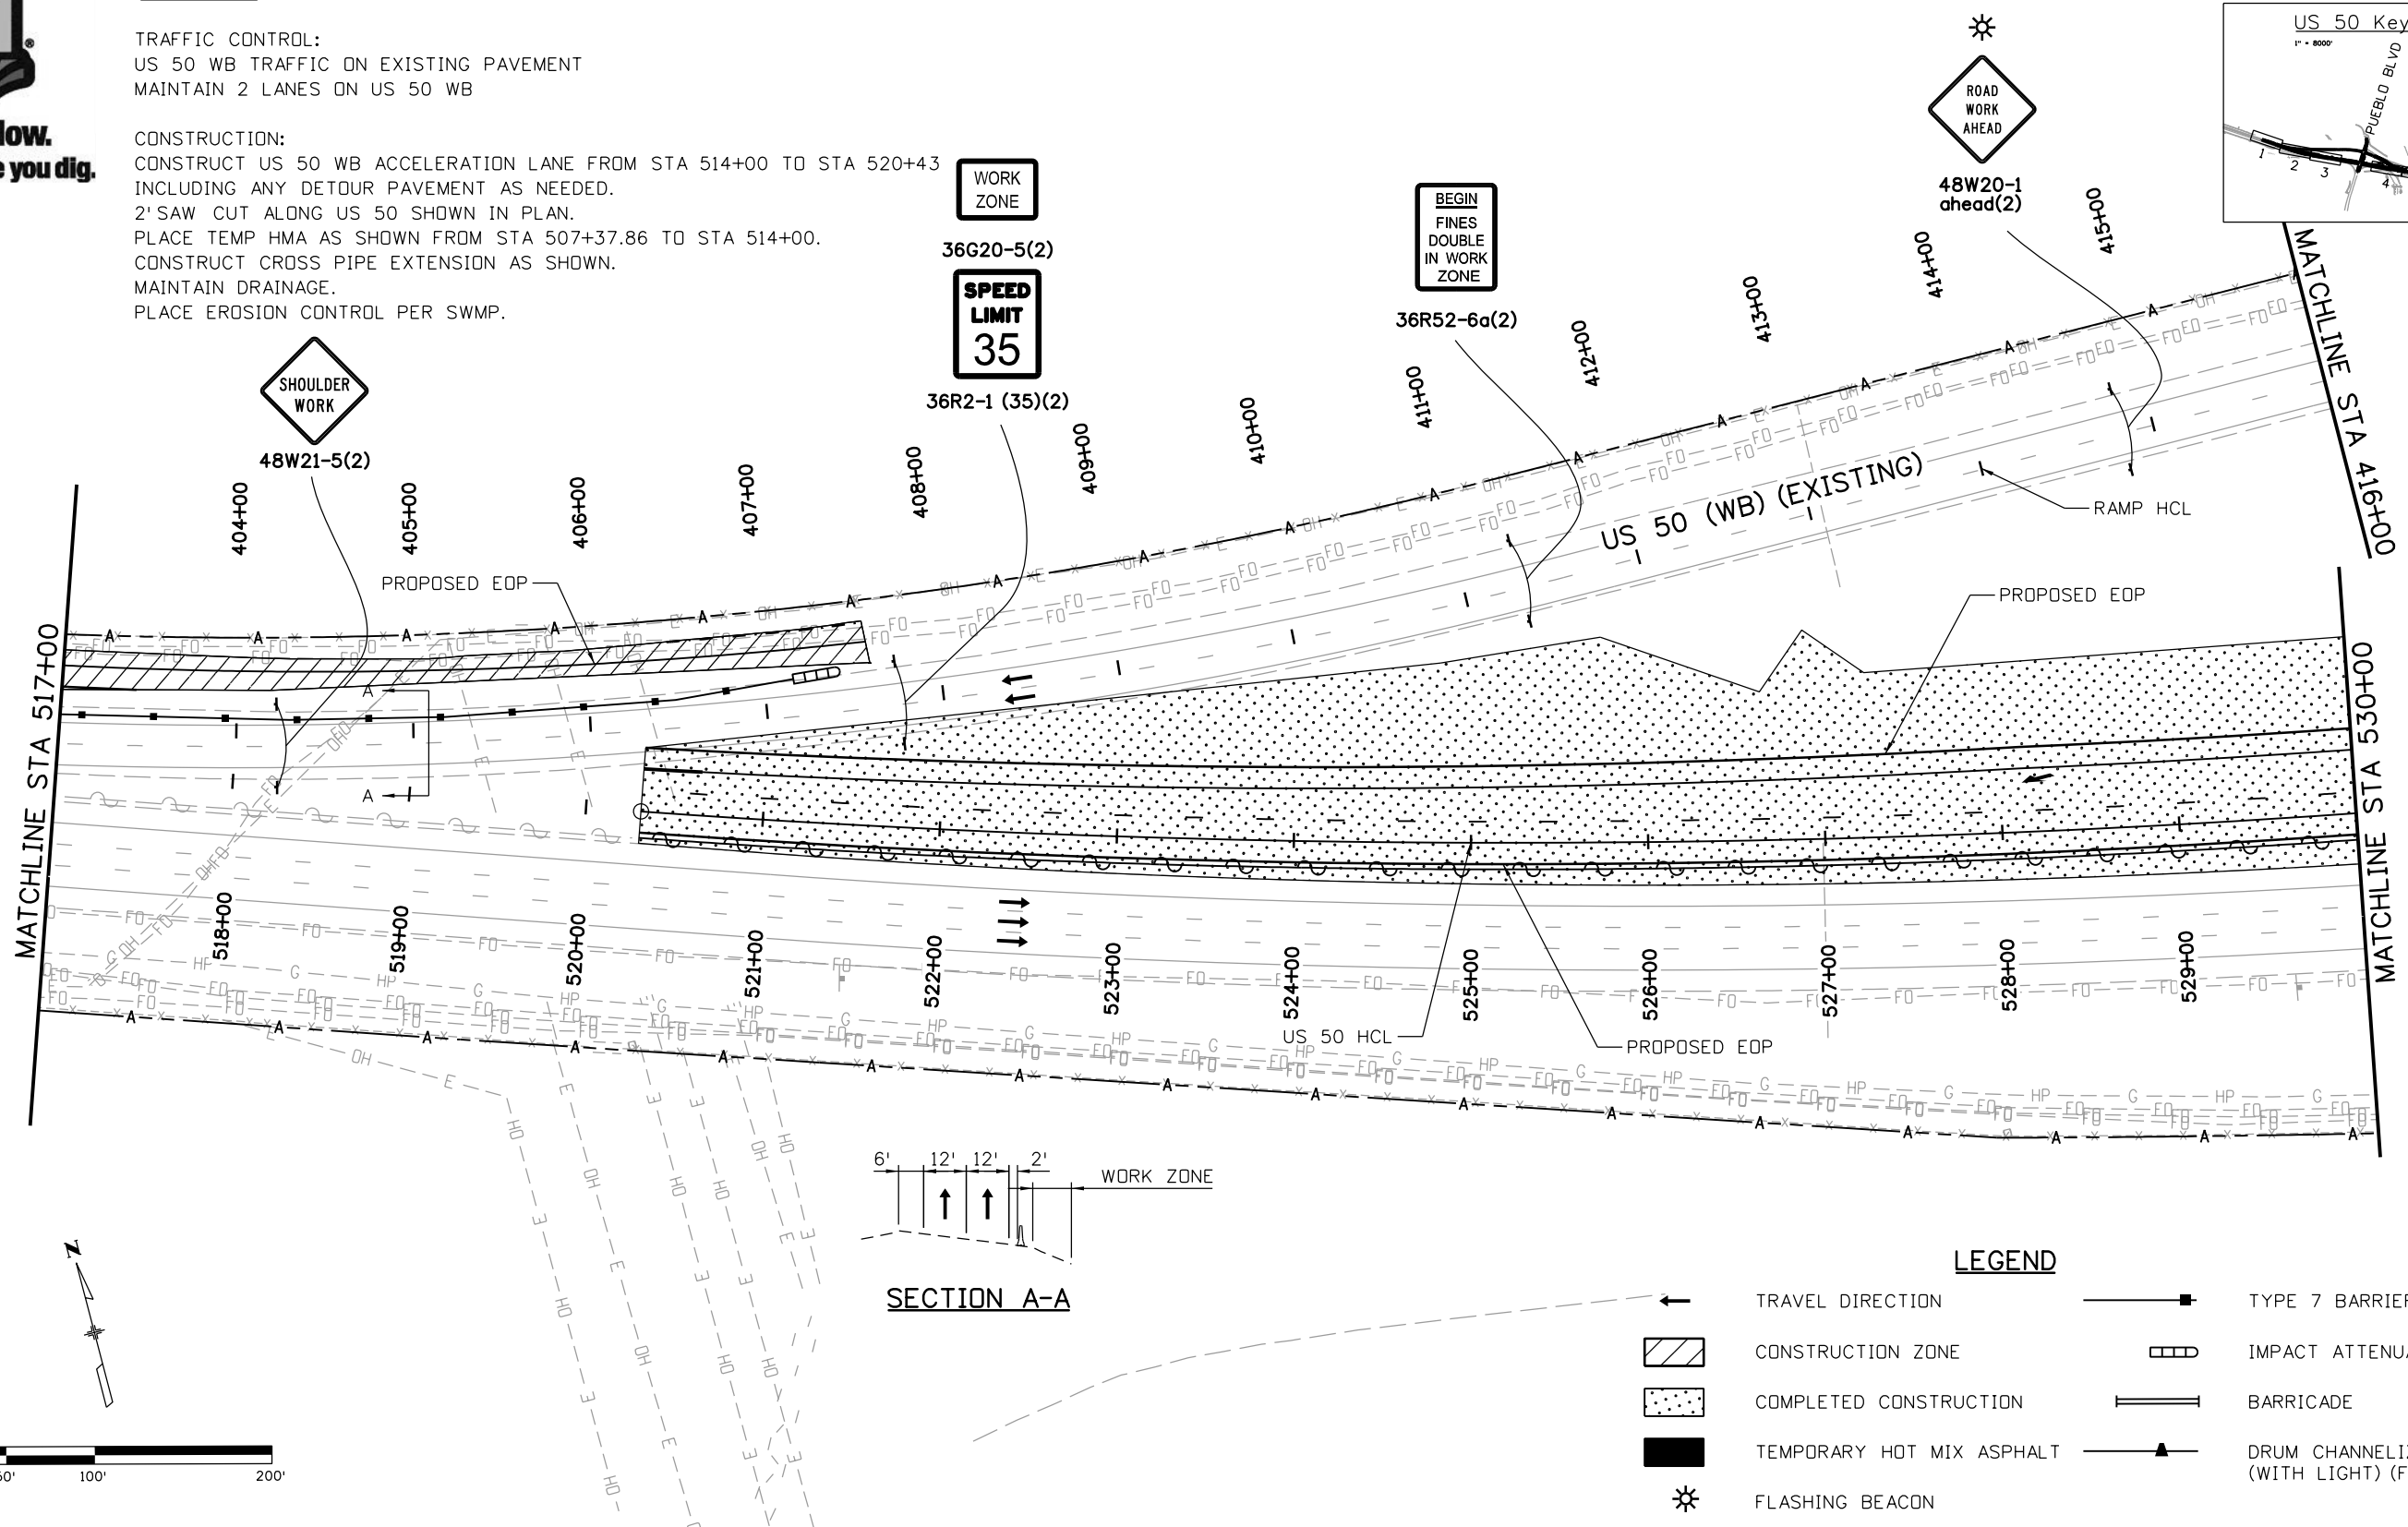 low.
e you dig.
®
TRAFFIC CONTROL:
US 50 WB TRAFFIC ON EXISTING PAVEMENT
MAINTAIN 2 LANES ON US 50 WB
CONSTRUCTION:
CONSTRUCT US 50 WB ACCELERATION LANE FROM STA 514+00 TO STA 520+43
INCLUDING ANY DETOUR PAVEMENT AS NEEDED.
2' SAW CUT ALONG US 50 SHOWN IN PLAN.
PLACE TEMP HMA AS SHOWN FROM STA 507+37.86 TO STA 514+00.
CONSTRUCT CROSS PIPE EXTENSION AS SHOWN.
MAINTAIN DRAINAGE.
PLACE EROSION CONTROL PER SWMP.
WORK
ZONE
36G20-5(2)
SPEED
LIMIT
35
36R2-1 (35)(2)
BEGIN
FINES
DOUBLE
IN WORK
ZONE
36R52-6a(2)
ROAD
WORK
AHEAD
48W20-1
ahead(2)
US 50 Key
1" = 8000'
PUEBLO BLVD
1
2
3
4
SHOULDER
WORK
48W21-5(2)
404+00
405+00
406+00
407+00
408+00
409+00
410+00
411+00
412+00
413+00
414+00
415+00
MATCHLINE STA 416+00
PROPOSED EOP
US 50 (WB) (EXISTING)
RAMP HCL
PROPOSED EOP
MATCHLINE STA 517+00
MATCHLINE STA 530+00
A
A
518+00
519+00
520+00
521+00
522+00
523+00
524+00
525+00
526+00
527+00
528+00
529+00
US 50 HCL
PROPOSED EOP
6'
12'
12'
2'
WORK ZONE
SECTION A-A
N
100'
200'
LEGEND
TRAVEL DIRECTION
CONSTRUCTION ZONE
COMPLETED CONSTRUCTION
TEMPORARY HOT MIX ASPHALT
FLASHING BEACON
TYPE 7 BARRIER
IMPACT ATTENUA
BARRICADE
DRUM CHANNELIZ
(WITH LIGHT) (F